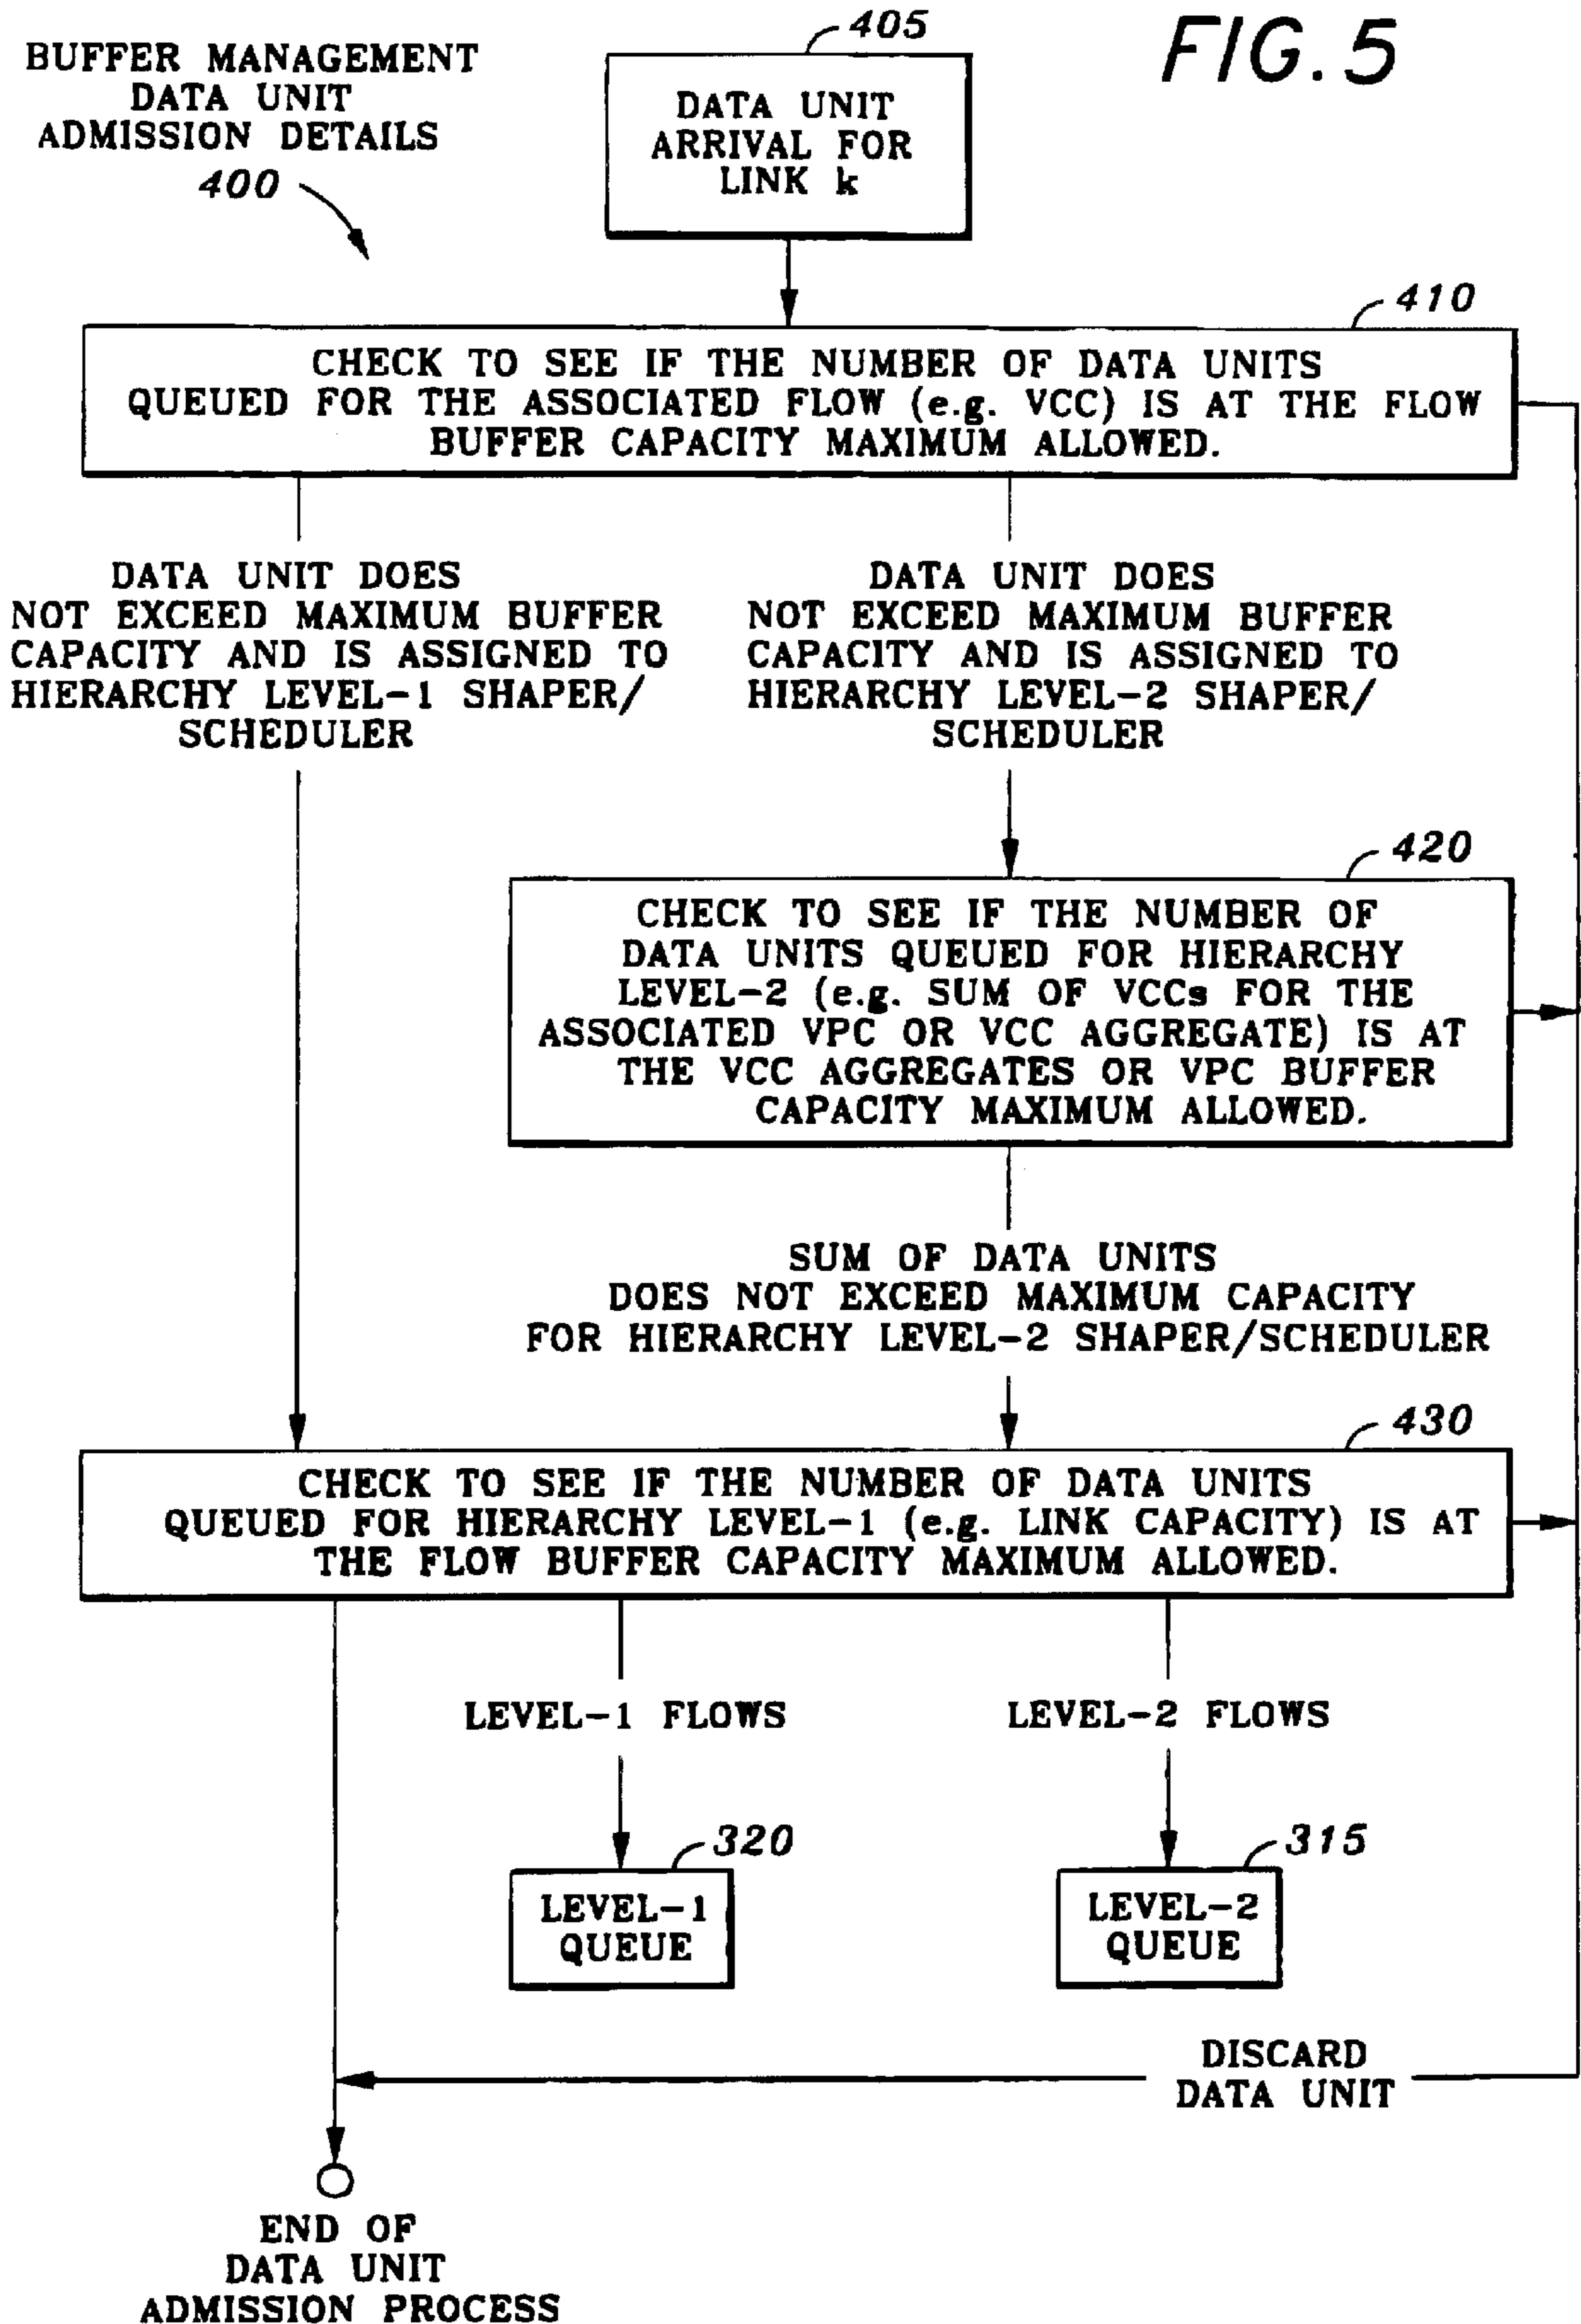 FIG. 5
BUFFER MANAGEMENT
DATA UNIT
ADMISSION DETAILS
400
405
DATA UNIT
ARRIVAL FOR
LINK k
410
CHECK TO SEE IF THE NUMBER OF DATA UNITS
QUEUED FOR THE ASSOCIATED FLOW (e.g. VCC) IS AT THE FLOW
BUFFER CAPACITY MAXIMUM ALLOWED.
DATA UNIT DOES
NOT EXCEED MAXIMUM BUFFER
CAPACITY AND IS ASSIGNED TO
HIERARCHY LEVEL-1 SHAPER/
SCHEDULER
DATA UNIT DOES
NOT EXCEED MAXIMUM BUFFER
CAPACITY AND IS ASSIGNED TO
HIERARCHY LEVEL-2 SHAPER/
SCHEDULER
420
CHECK TO SEE IF THE NUMBER OF
DATA UNITS QUEUED FOR HIERARCHY
LEVEL-2 (e.g. SUM OF VCCs FOR THE
ASSOCIATED VPC OR VCC AGGREGATE) IS AT
THE VCC AGGREGATES OR VPC BUFFER
CAPACITY MAXIMUM ALLOWED.
SUM OF DATA UNITS
DOES NOT EXCEED MAXIMUM CAPACITY
FOR HIERARCHY LEVEL-2 SHAPER/SCHEDULER
430
CHECK TO SEE IF THE NUMBER OF DATA UNITS
QUEUED FOR HIERARCHY LEVEL-1 (e.g. LINK CAPACITY) IS AT
THE FLOW BUFFER CAPACITY MAXIMUM ALLOWED.
LEVEL-1 FLOWS
LEVEL-2 FLOWS
320
LEVEL-1
QUEUE
315
LEVEL-2
QUEUE
DISCARD
DATA UNIT
END OF
DATA UNIT
ADMISSION PROCESS